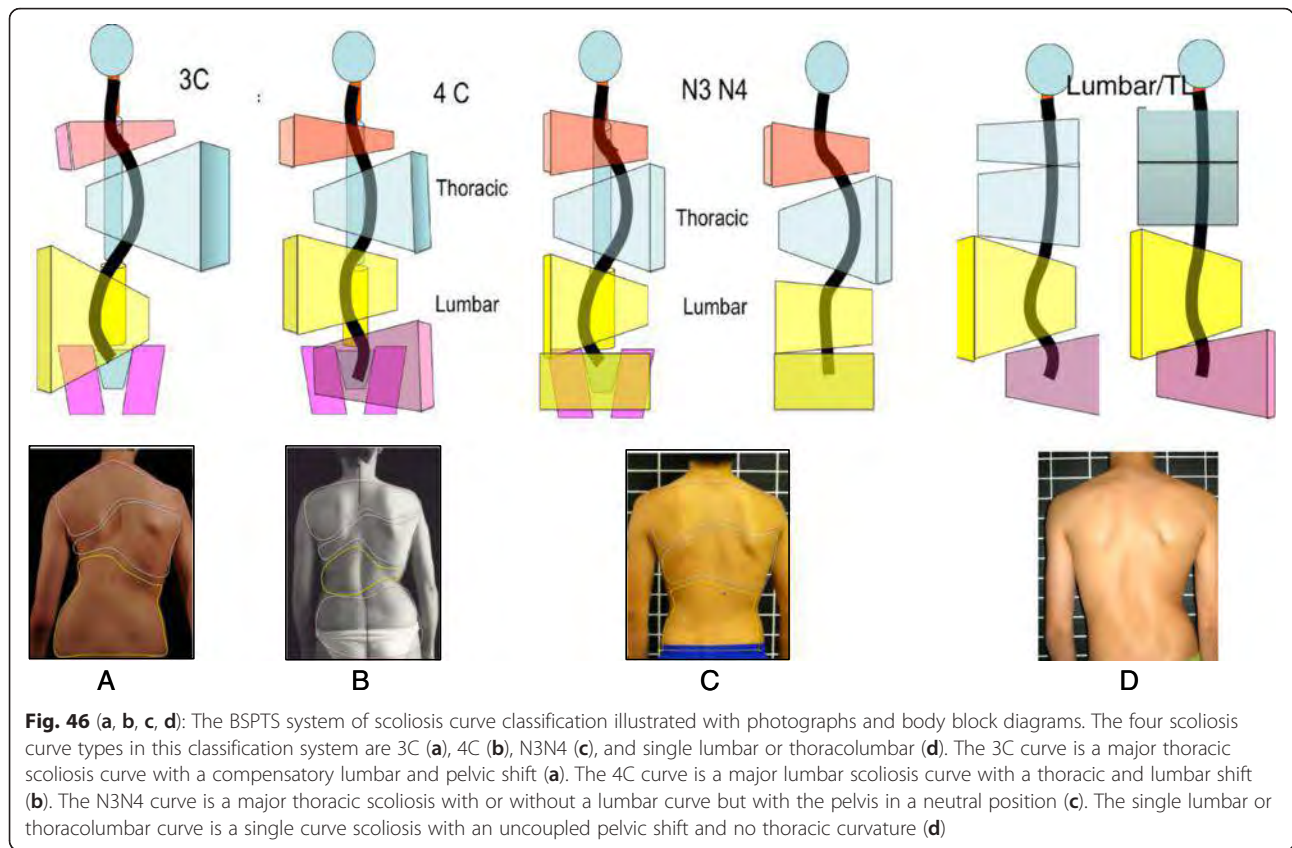 3C
:
4 C
N3 N4
Lumbar/TL
Thoracic
Thoracic
Lumbar
Lumbar
A
B
C
D
Fig. 46 (a, b, c, d): The BSPTS system of scoliosis curve classification illustrated with photographs and body block diagrams. The four scoliosis
curve types in this classification system are 3C (a), 4C (b), N3N4 (c), and single lumbar or thoracolumbar (d). The 3C curve is a major thoracic
scoliosis curve with a compensatory lumbar and pelvic shift (a). The 4C curve is a major lumbar scoliosis curve with a thoracic and lumbar shift
(b). The N3N4 curve is a major thoracic scoliosis with or without a lumbar curve but with the pelvis in a neutral position (c). The single lumbar or
thoracolumbar curve is a single curve scoliosis with an uncoupled pelvic shift and no thoracic curvature (d)